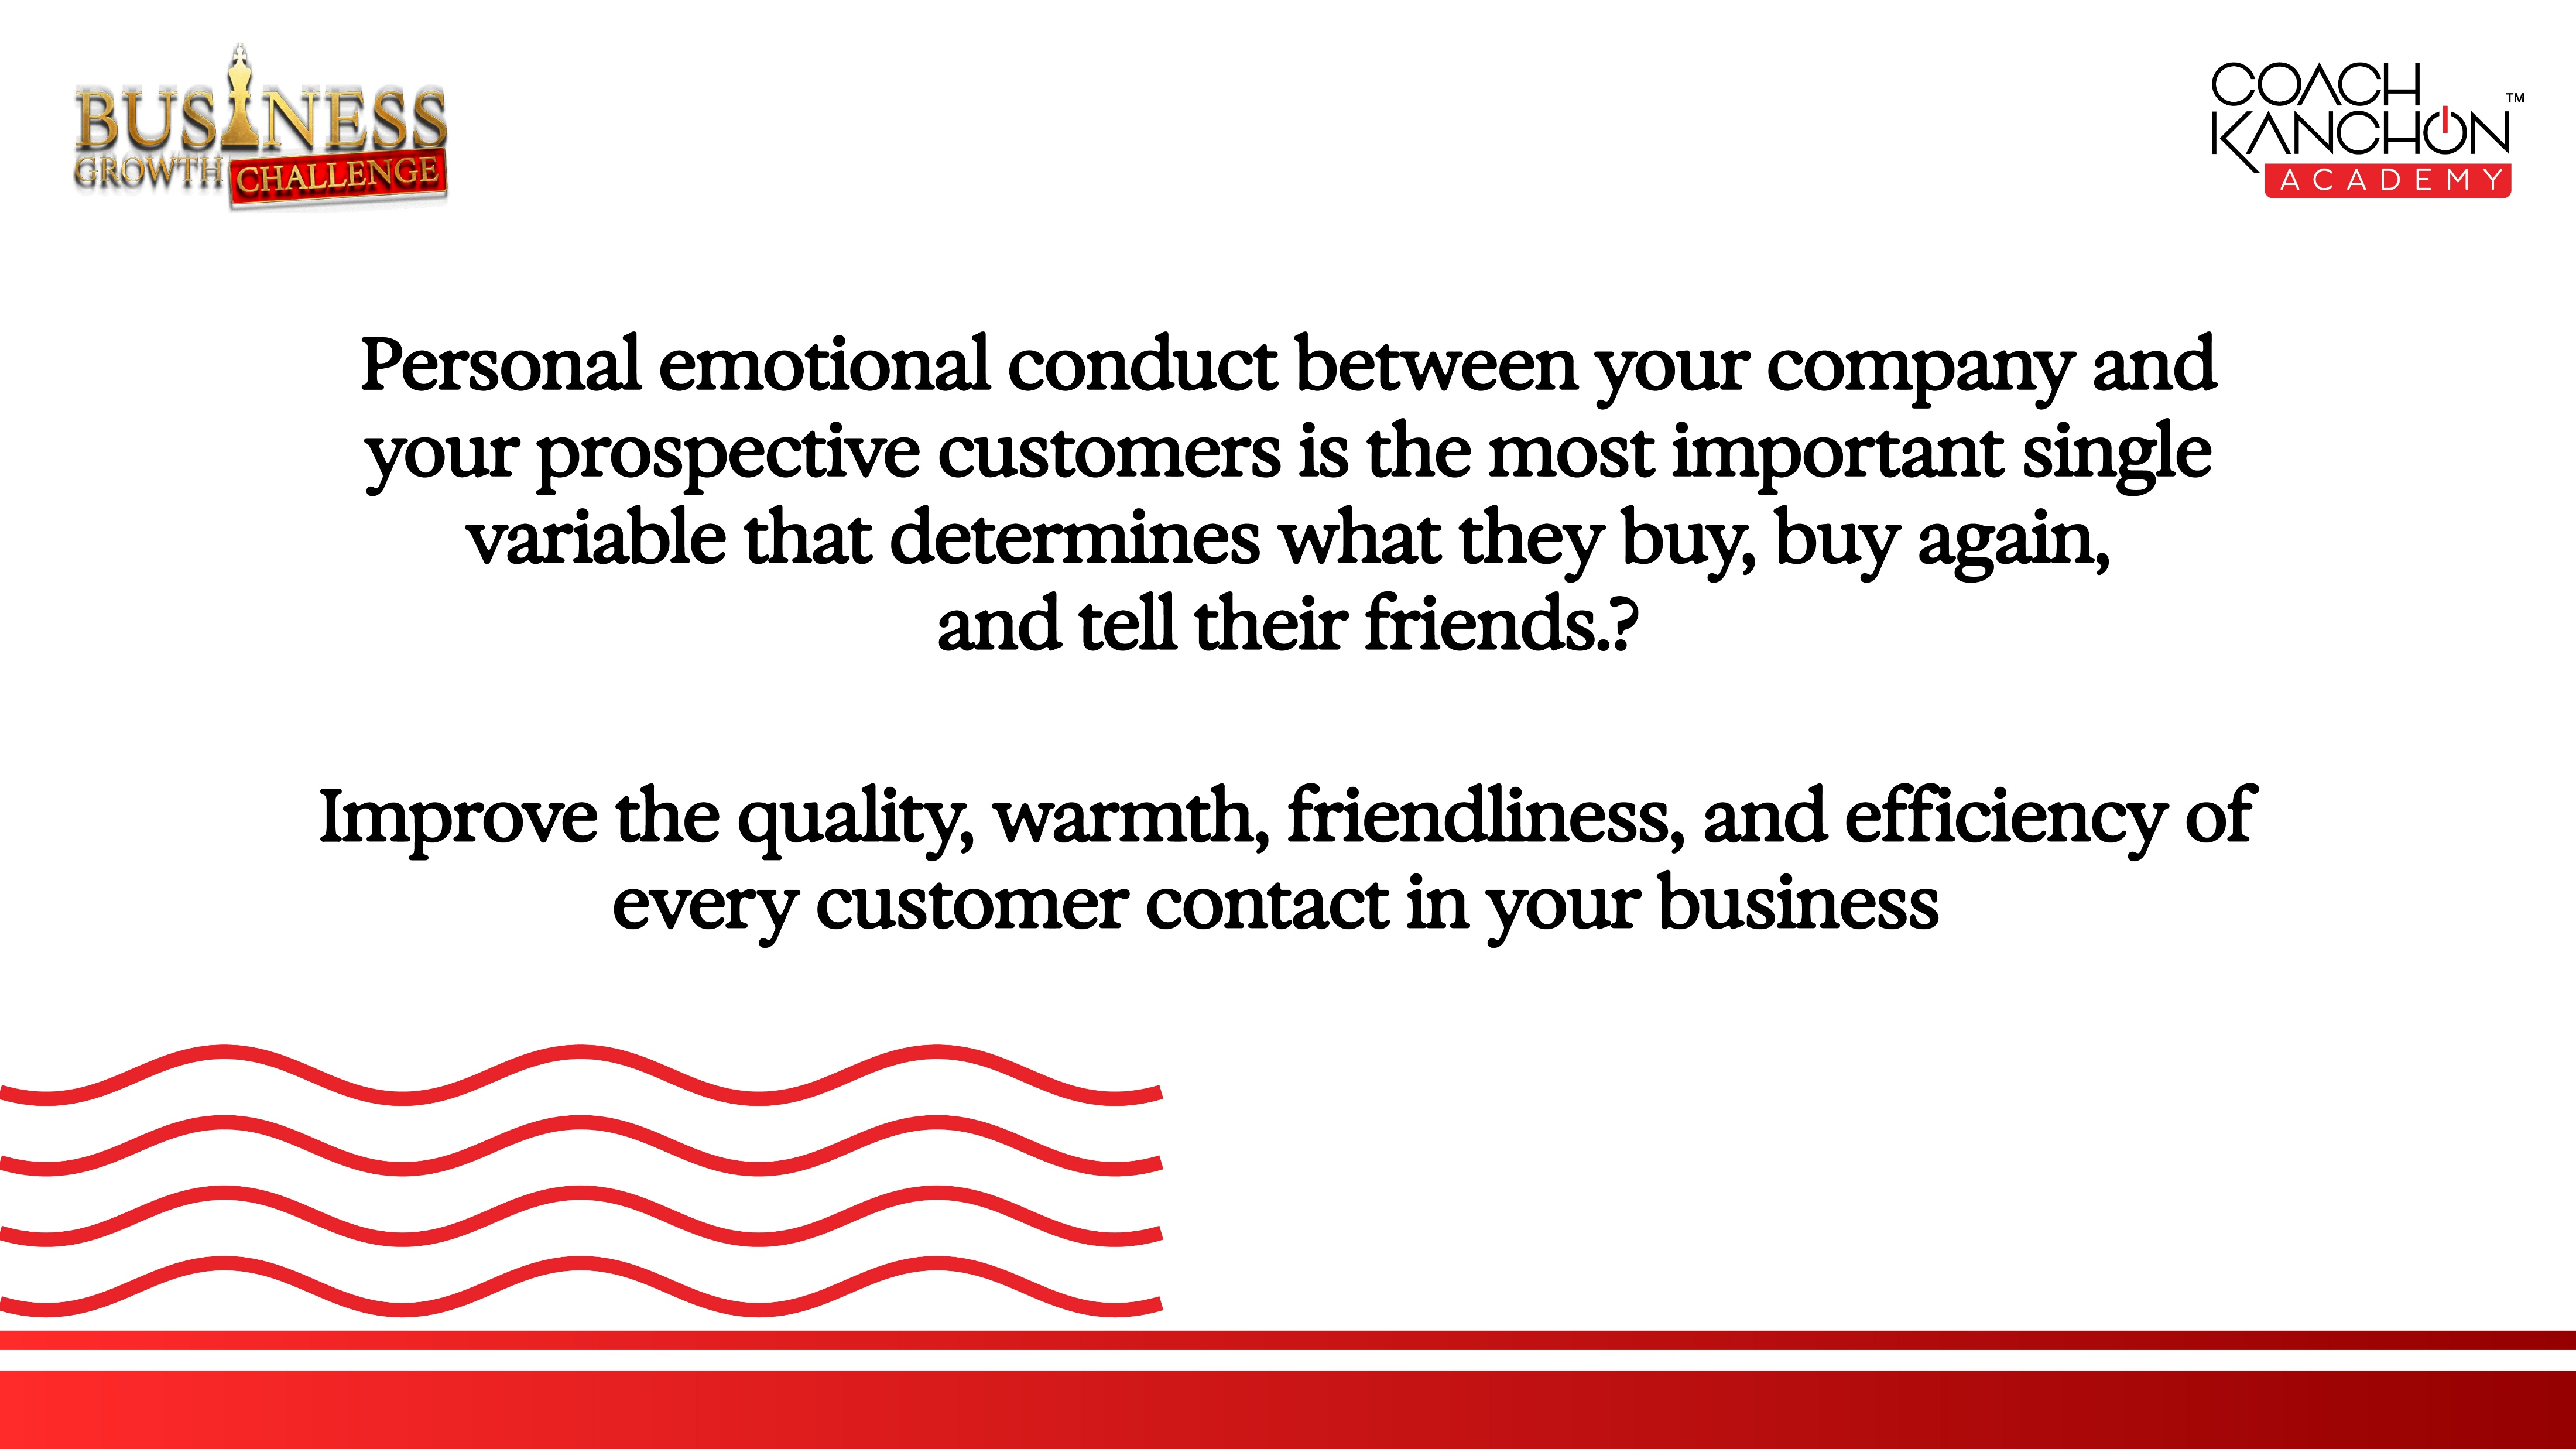 BUSINESS
GROWTH CHALLENGE
COACH
KANCHON
TM
ACADEMY
Personal emotional conduct between your company and
your prospective customers is the most important single
variable that determines what they buy, buy again,
and tell their friends.?
Improve the quality, warmth, friendliness, and efficiency of
every customer contact in your business